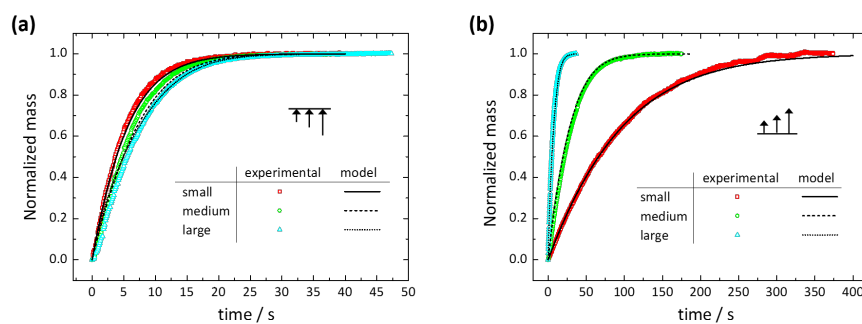 (a)
Normalized mass
1.0
0.8
0.6
0.4
0.2
0.0
experimental model
small
medium
large
0 5 10 15 20 25 30 35 40 45 50
time / s
(b)
Normalized mass
1.0
0.8
0.6
0.4
0.2
0.0
experimental model
small
medium
large
0 50 100 150 200 250 300 350 400
time / s